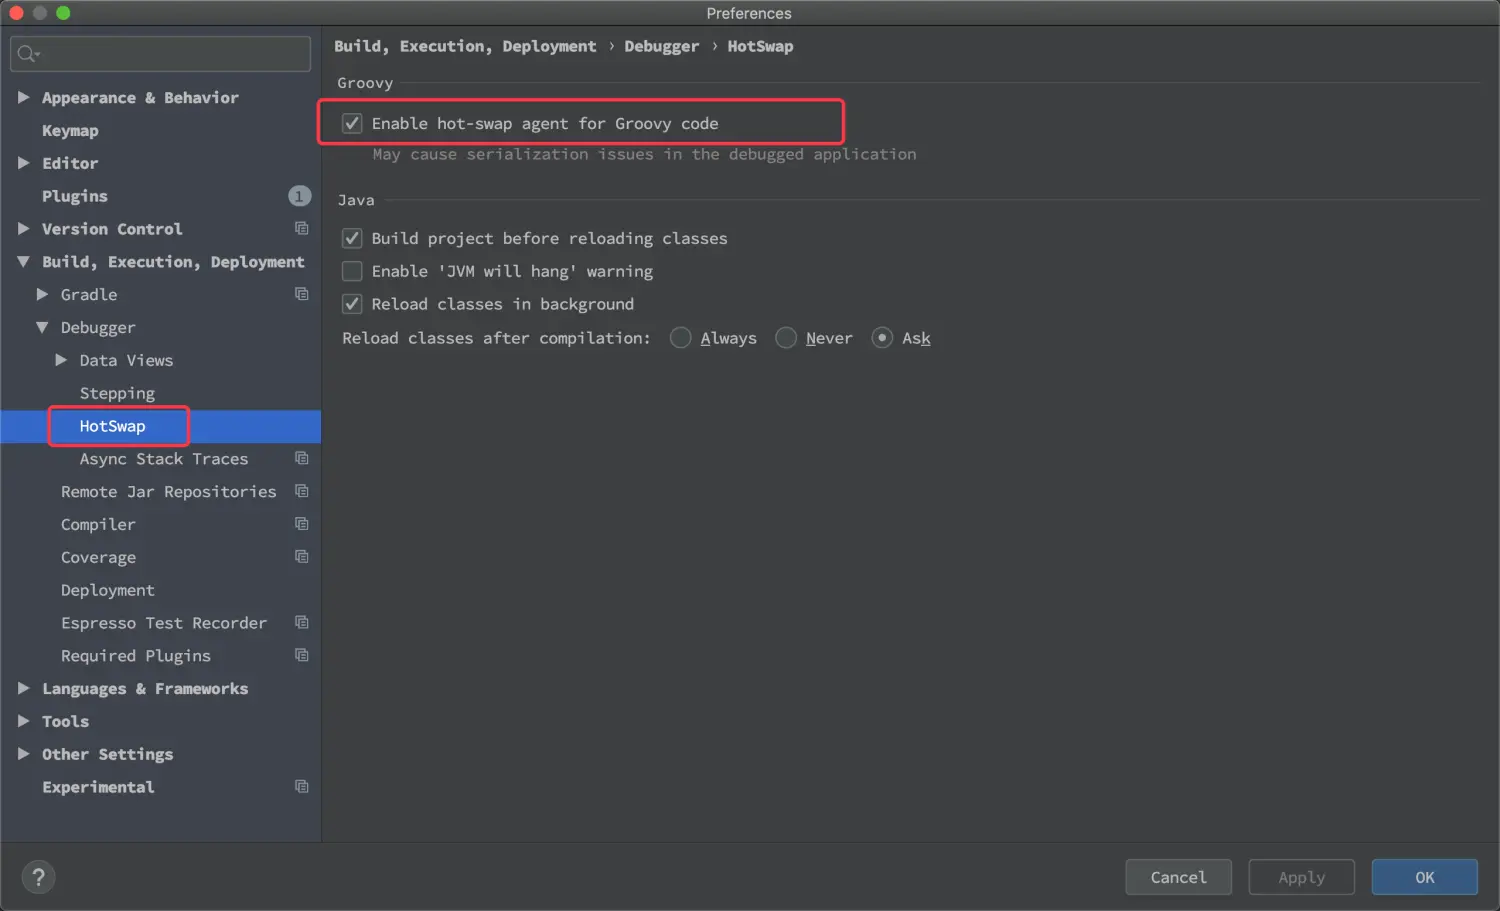 Preferences
Appearance & Behavior
Keymap
Editor
Plugins 1
Version Control
Build, Execution, Deployment
Gradle
Debugger
Data Views
Stepping
HotSwap
Async Stack Traces
Remote Jar Repositories
Compiler
Coverage
Deployment
Espresso Test Recorder
Required Plugins
Languages & Frameworks
Tools
Other Settings
Experimental
Build, Execution, Deployment › Debugger › HotSwap
Groovy
Enable hot-swap agent for Groovy code
May cause serialization issues in the debugged application
Java
Build project before reloading classes
Enable 'JVM will hang' warning
Reload classes in background
Reload classes after compilation: Always Never Ask
? Cancel Apply OK